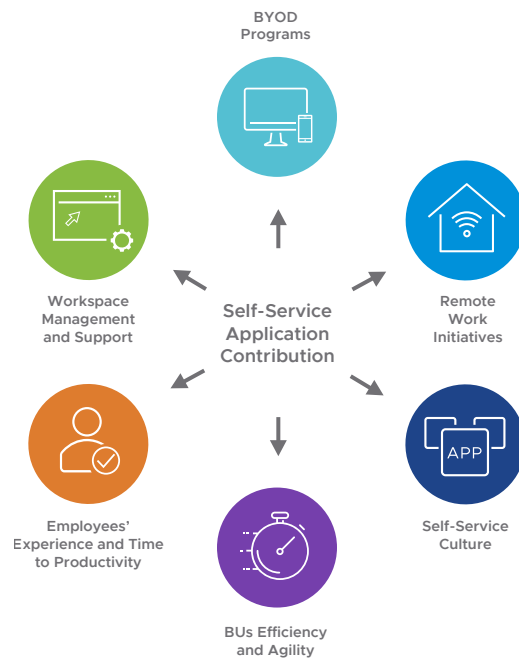 BYOD
Programs
Workspace
Management
and Support
Self-Service
Application
Contribution
Remote
Work
Initiatives
APP
Employees'
Experience and Time
to Productivity
Self-Service
Culture
BUs Efficiency
and Agility